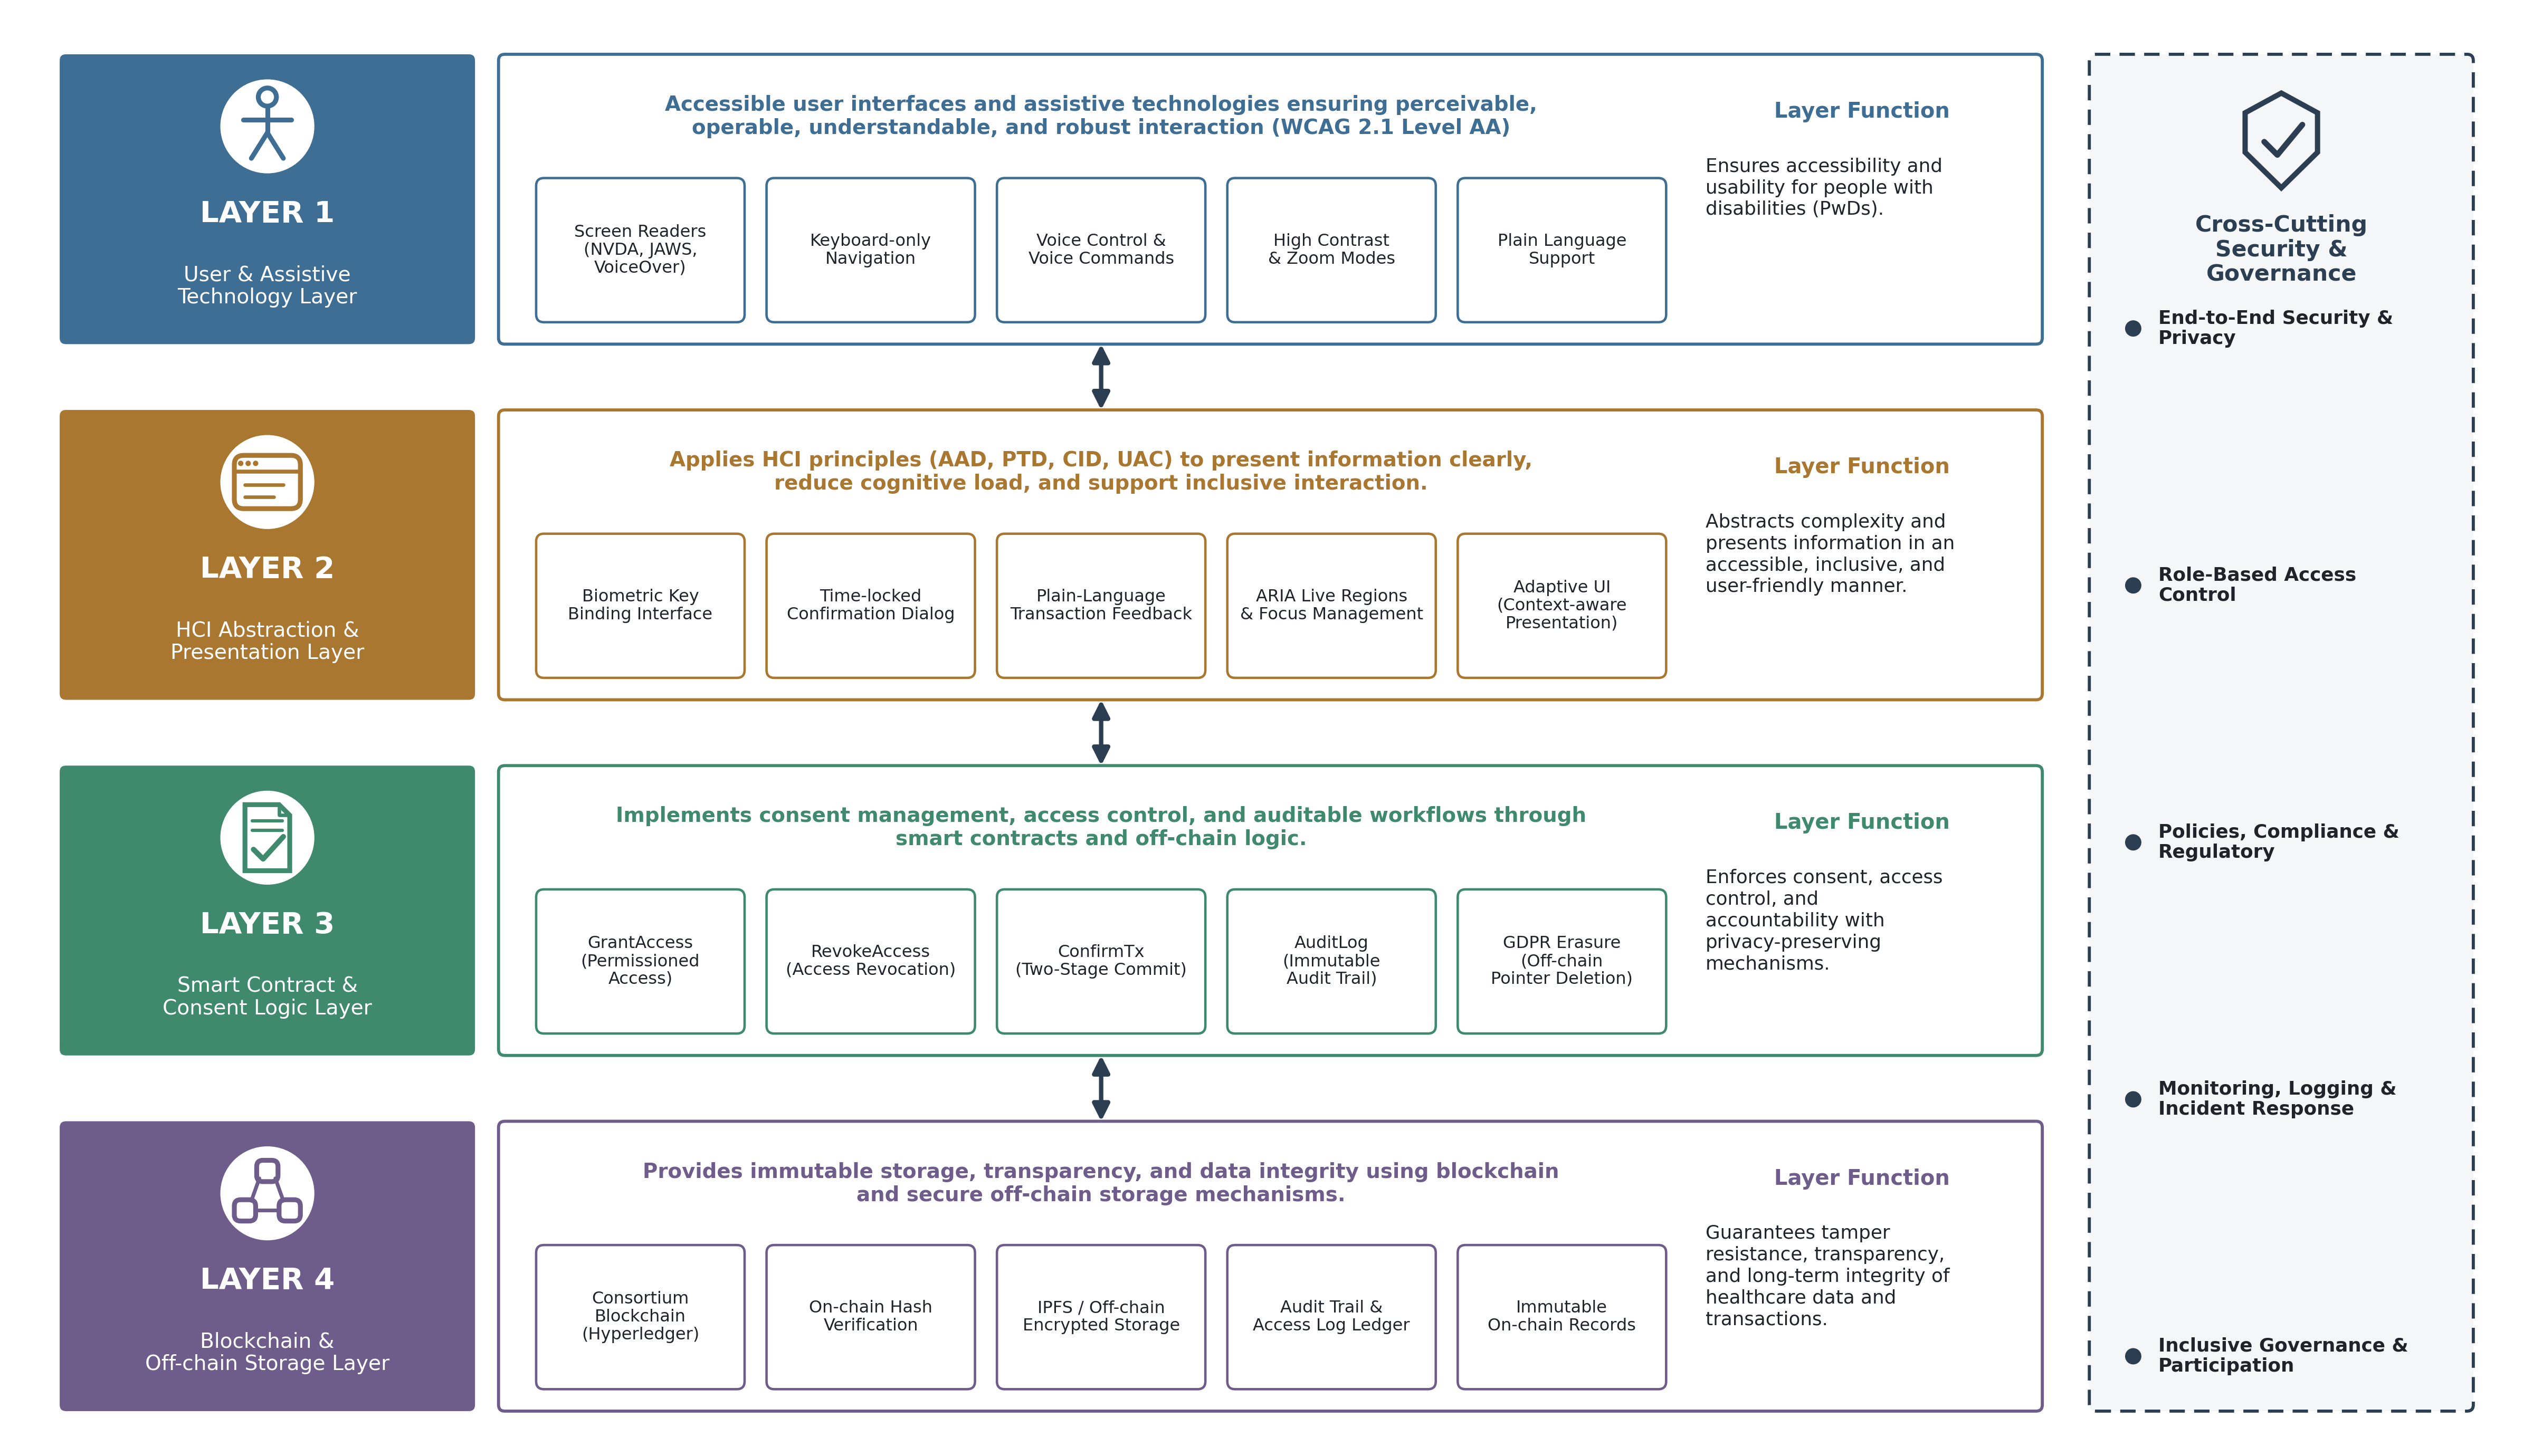 LAYER 1
User & Assistive
Technology Layer
Accessible user interfaces and assistive technologies ensuring perceivable,
operable, understandable, and robust interaction (WCAG 2.1 Level AA)
Screen Readers
(NVDA, JAWS,
VoiceOver)
Keyboard-only
Navigation
Voice Control &
Voice Commands
High Contrast
& Zoom Modes
Plain Language
Support
Layer Function
Ensures accessibility and
usability for people with
disabilities (PwDs).
LAYER 2
HCI Abstraction &
Presentation Layer
Applies HCI principles (AAD, PTD, CID, UAC) to present information clearly,
reduce cognitive load, and support inclusive interaction.
Biometric Key
Binding Interface
Time-locked
Confirmation Dialog
Plain-Language
Transaction Feedback
ARIA Live Regions
& Focus Management
Adaptive UI
(Context-aware
Presentation)
Layer Function
Abstracts complexity and
presents information in an
accessible, inclusive, and
user-friendly manner.
LAYER 3
Smart Contract &
Consent Logic Layer
Implements consent management, access control, and auditable workflows through
smart contracts and off-chain logic.
GrantAccess
(Permissioned
Access)
RevokeAccess
(Access Revocation)
ConfirmTx
(Two-Stage Commit)
AuditLog
(Immutable
Audit Trail)
GDPR Erasure
(Off-chain
Pointer Deletion)
Layer Function
Enforces consent, access
control, and
accountability with
privacy-preserving
mechanisms.
LAYER 4
Blockchain &
Off-chain Storage Layer
Provides immutable storage, transparency, and data integrity using blockchain
and secure off-chain storage mechanisms.
Consortium
Blockchain
(Hyperledger)
On-chain Hash
Verification
IPFS / Off-chain
Encrypted Storage
Audit Trail &
Access Log Ledger
Immutable
On-chain Records
Layer Function
Guarantees tamper
resistance, transparency,
and long-term integrity of
healthcare data and
transactions.
Cross-Cutting
Security &
Governance
End-to-End Security &
Privacy
Role-Based Access
Control
Policies, Compliance &
Regulatory
Monitoring, Logging &
Incident Response
Inclusive Governance &
Participation